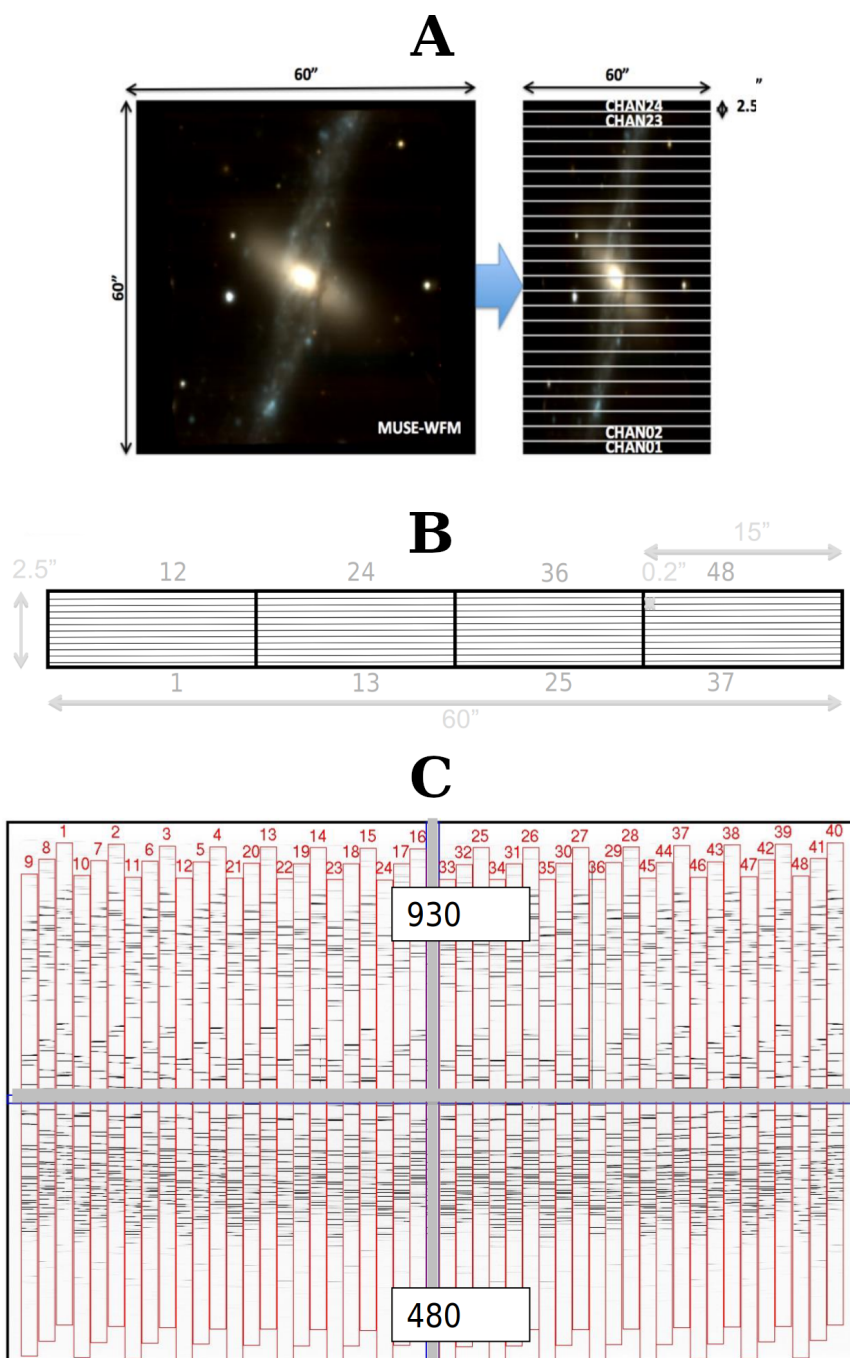 A
60” 60” ”
CHAN24
CHAN23 2.5
60”
MUSE-WFM
CHAN02
CHAN01
B
15”
2.5” 12 24 36 0.2” 48
1 13 25 37
60”
C
9 8 1 10 7 2 11 6 3 12 5 4 21 20 13 22 19 14 23 18 15 24 17 16 33 32 25 34 31 26 35 30 27 36 29 28 45 44 37 46 43 38 47 42 39 48 41 40
930
480